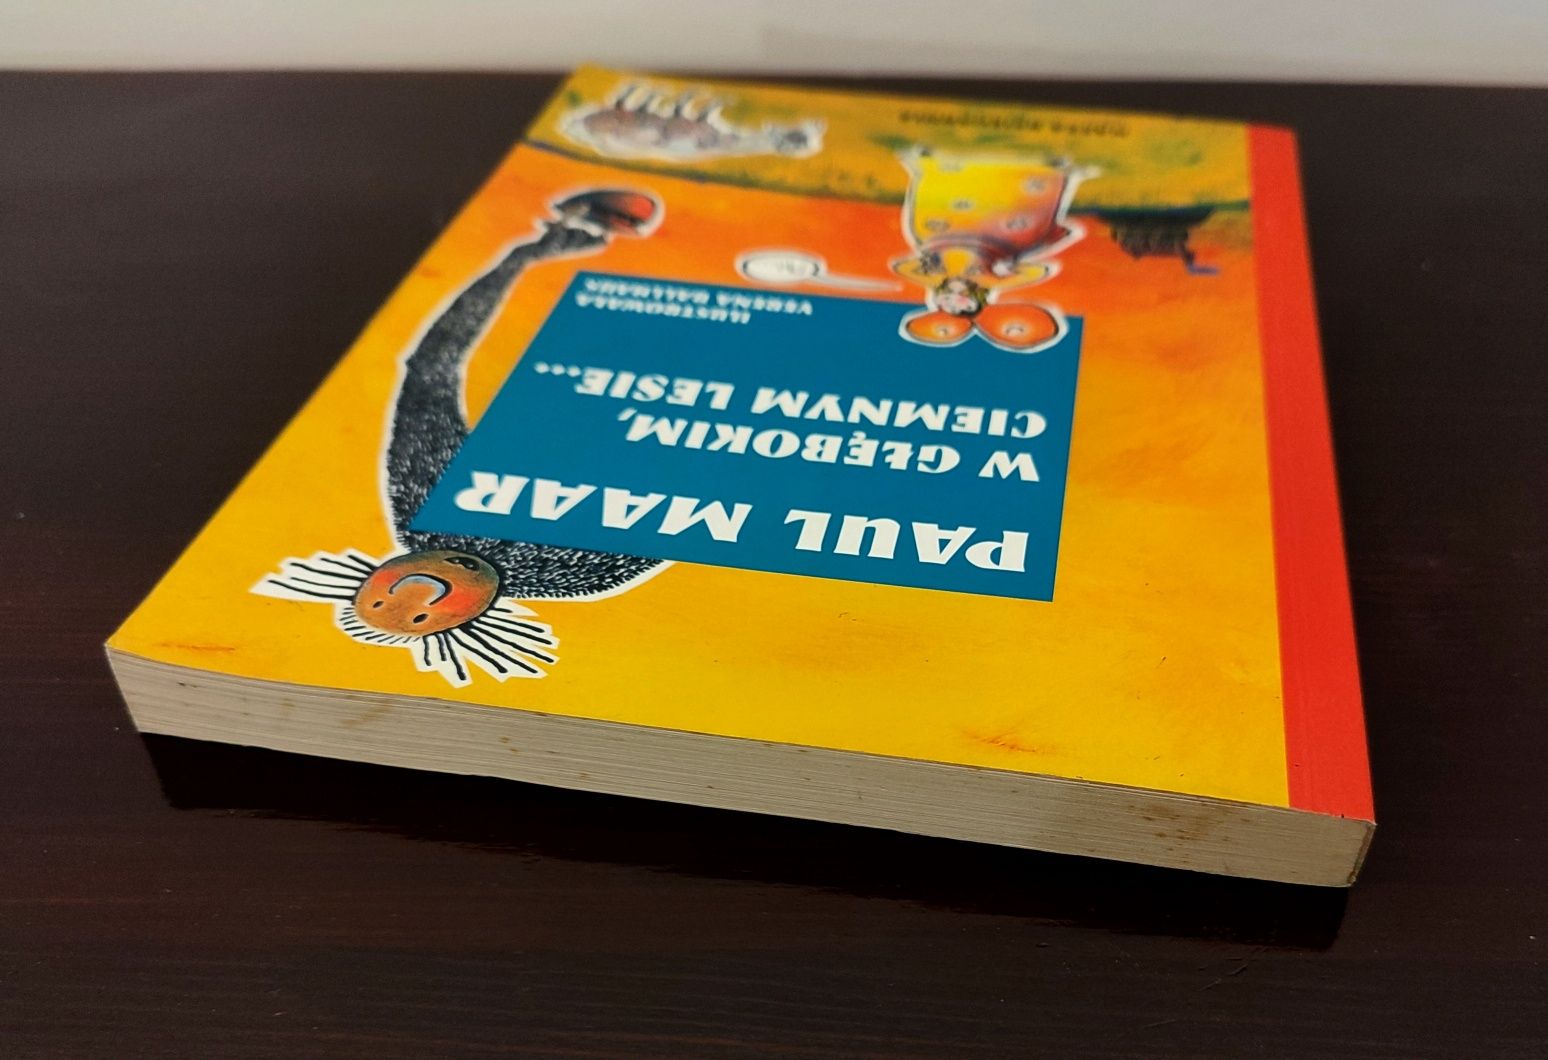 PAUL MAAR
W GŁĘBOKIM,
CIEMNYM LESIE...
ILUSTROWAŁA
VERENA BALLHAUS